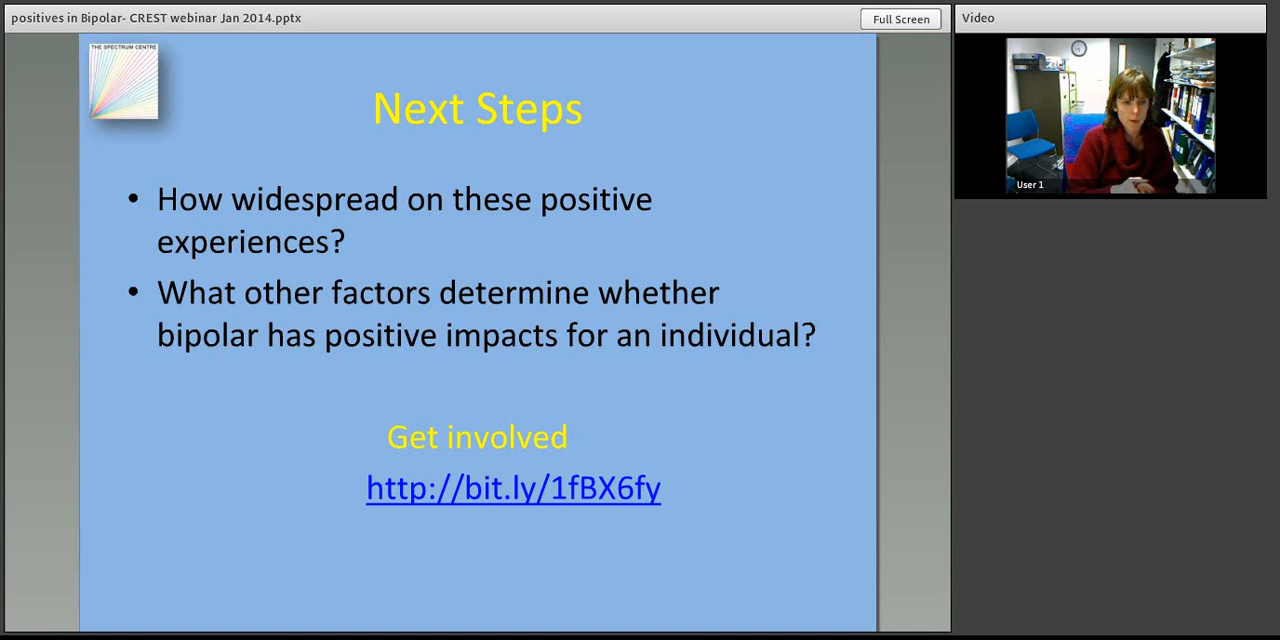 positives in Bipolar- CREST webinar Jan 2014.pptx
Full Screen
Video
THE SPECTRUM CENTRE
Next Steps
• How widespread on these positive
experiences?
• What other factors determine whether
bipolar has positive impacts for an individual?
Get involved
http://bit.ly/1fBX6fy
User 1